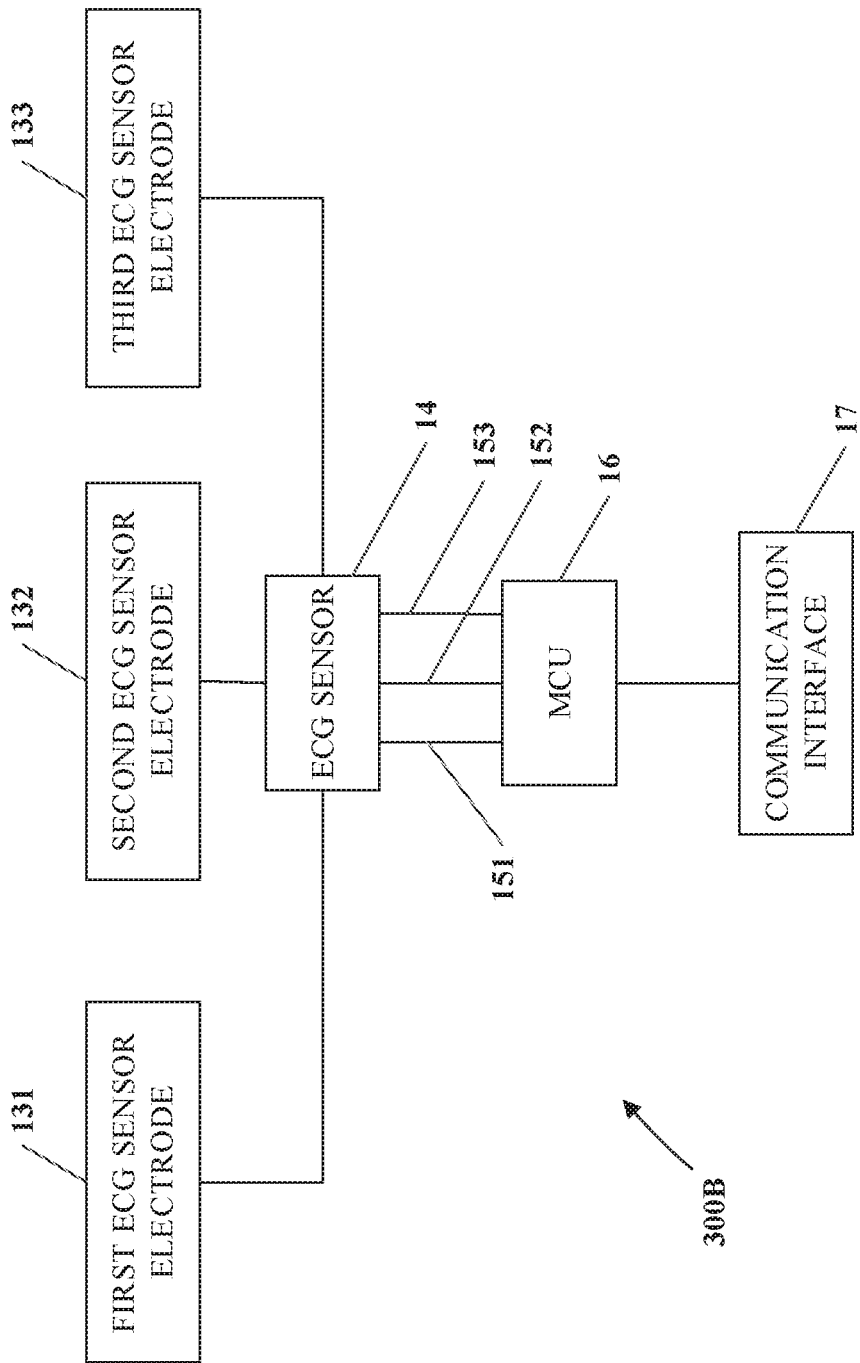 131
FIRST ECG SENSOR
ELECTRODE
132
SECOND ECG SENSOR
ELECTRODE
133
THIRD ECG SENSOR
ELECTRODE
ECG SENSOR
14
151
153
152
MCU
16
COMMUNICATION
INTERFACE
17
300B